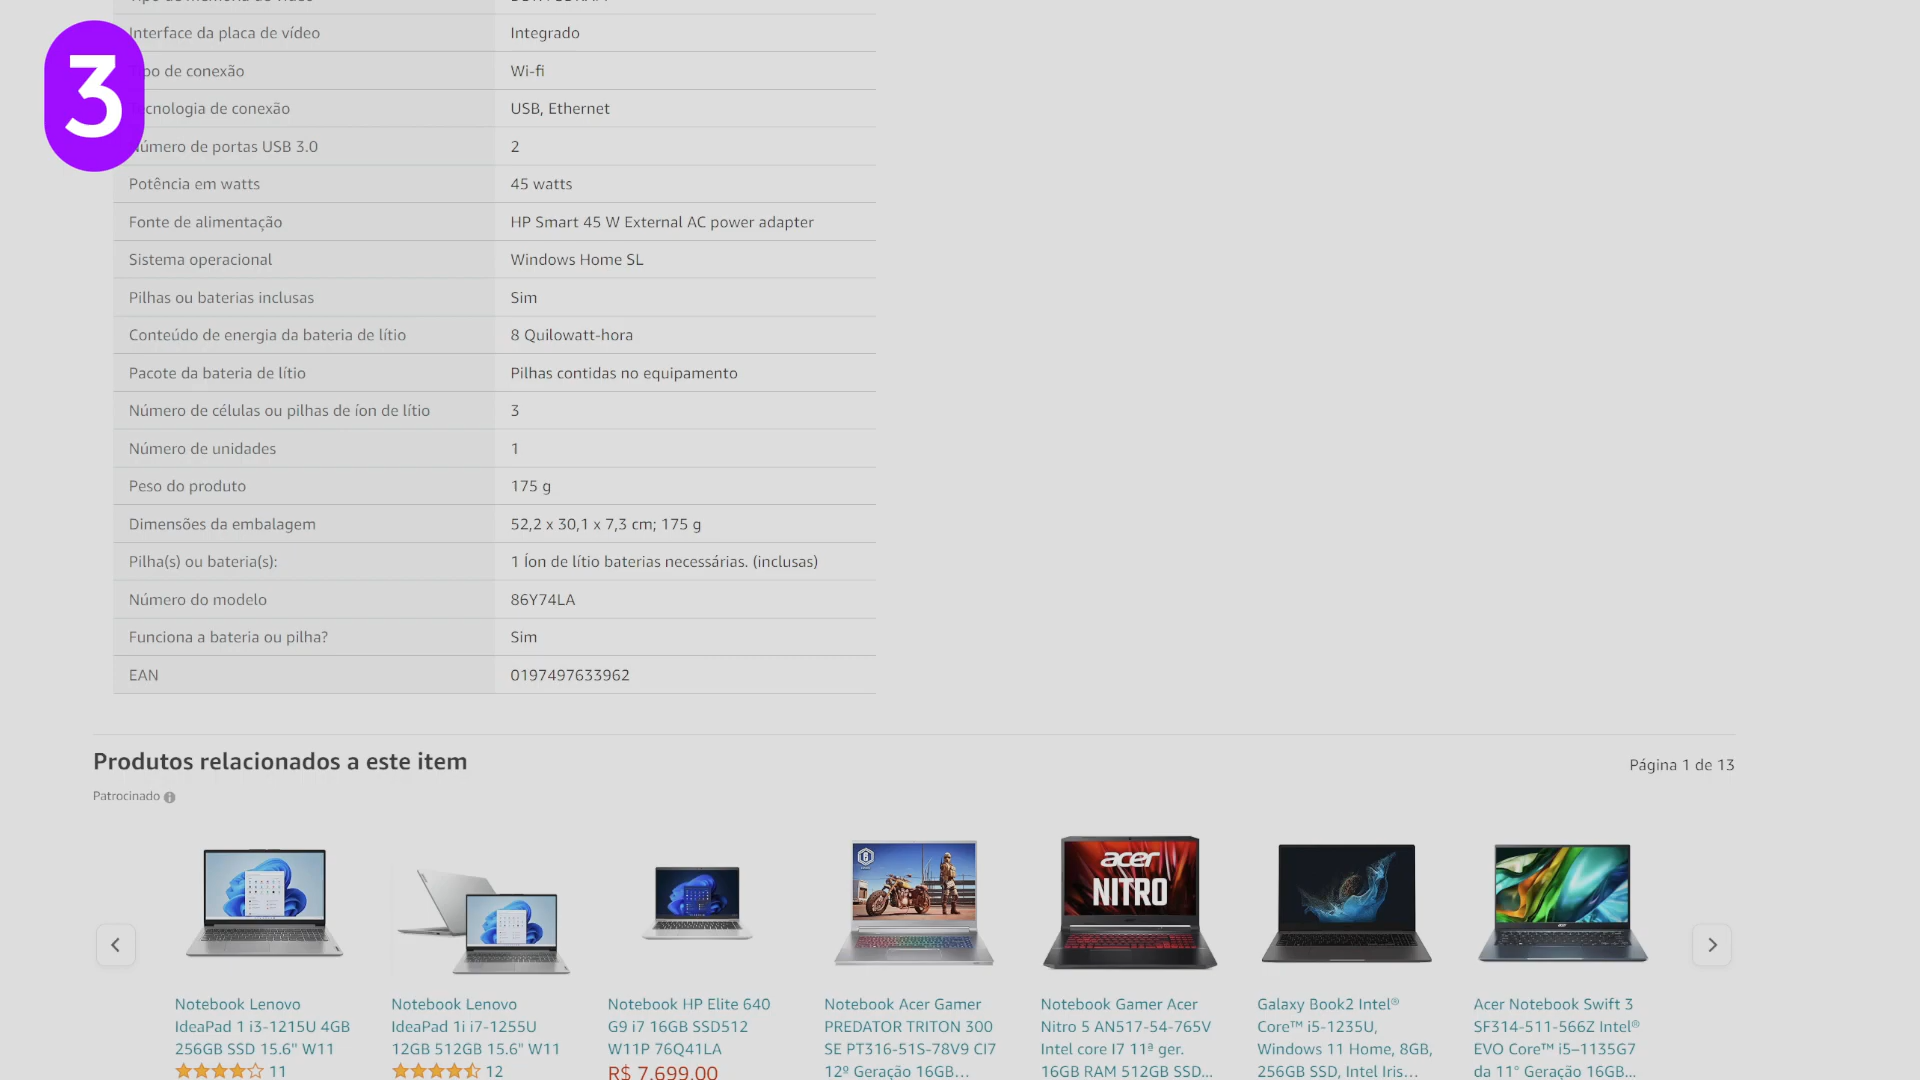 3
Interface da placa de vídeo Integrado
Tipo de conexão Wi-fi
Tecnologia de conexão USB, Ethernet
Número de portas USB 3.0 2
Potência em watts 45 watts
Fonte de alimentação HP Smart 45 W External AC power adapter
Sistema operacional Windows Home SL
Pilhas ou baterias inclusas Sim
Conteúdo de energia da bateria de lítio 8 Quilowatt-hora
Pacote da bateria de lítio Pilhas contidas no equipamento
Número de células ou pilhas de íon de lítio 3
Número de unidades 1
Peso do produto 175 g
Dimensões da embalagem 52,2 x 30,1 x 7,3 cm; 175 g
Pilha(s) ou bateria(s): 1 Íon de lítio baterias necessárias. (inclusas)
Número do modelo 86Y74LA
Funciona a bateria ou pilha? Sim
EAN 0197497633962
Produtos relacionados a este item
Página 1 de 13
Patrocinado
acer
NITRO
Notebook Lenovo
IdeaPad 1 i3-1215U 4GB
256GB SSD 15.6" W11
11
Notebook Lenovo
IdeaPad 1i i7-1255U
12GB 512GB 15.6" W11
12
Notebook HP Elite 640
G9 i7 16GB SSD512
W11P 76Q41LA
R$ 7.699,00
Notebook Acer Gamer
PREDATOR TRITON 300
SE PT316-51S-78V9 CI7
12º Geração 16GB...
Notebook Gamer Acer
Nitro 5 AN517-54-765V
Intel core I7 11ª ger.
16GB RAM 512GB SSD...
Galaxy Book2 Intel®
Core™ i5-1235U,
Windows 11 Home, 8GB,
256GB SSD, Intel Iris...
Acer Notebook Swift 3
SF314-511-566Z Intel®
EVO Core™ i5–1135G7
da 11° Geração 16GB...